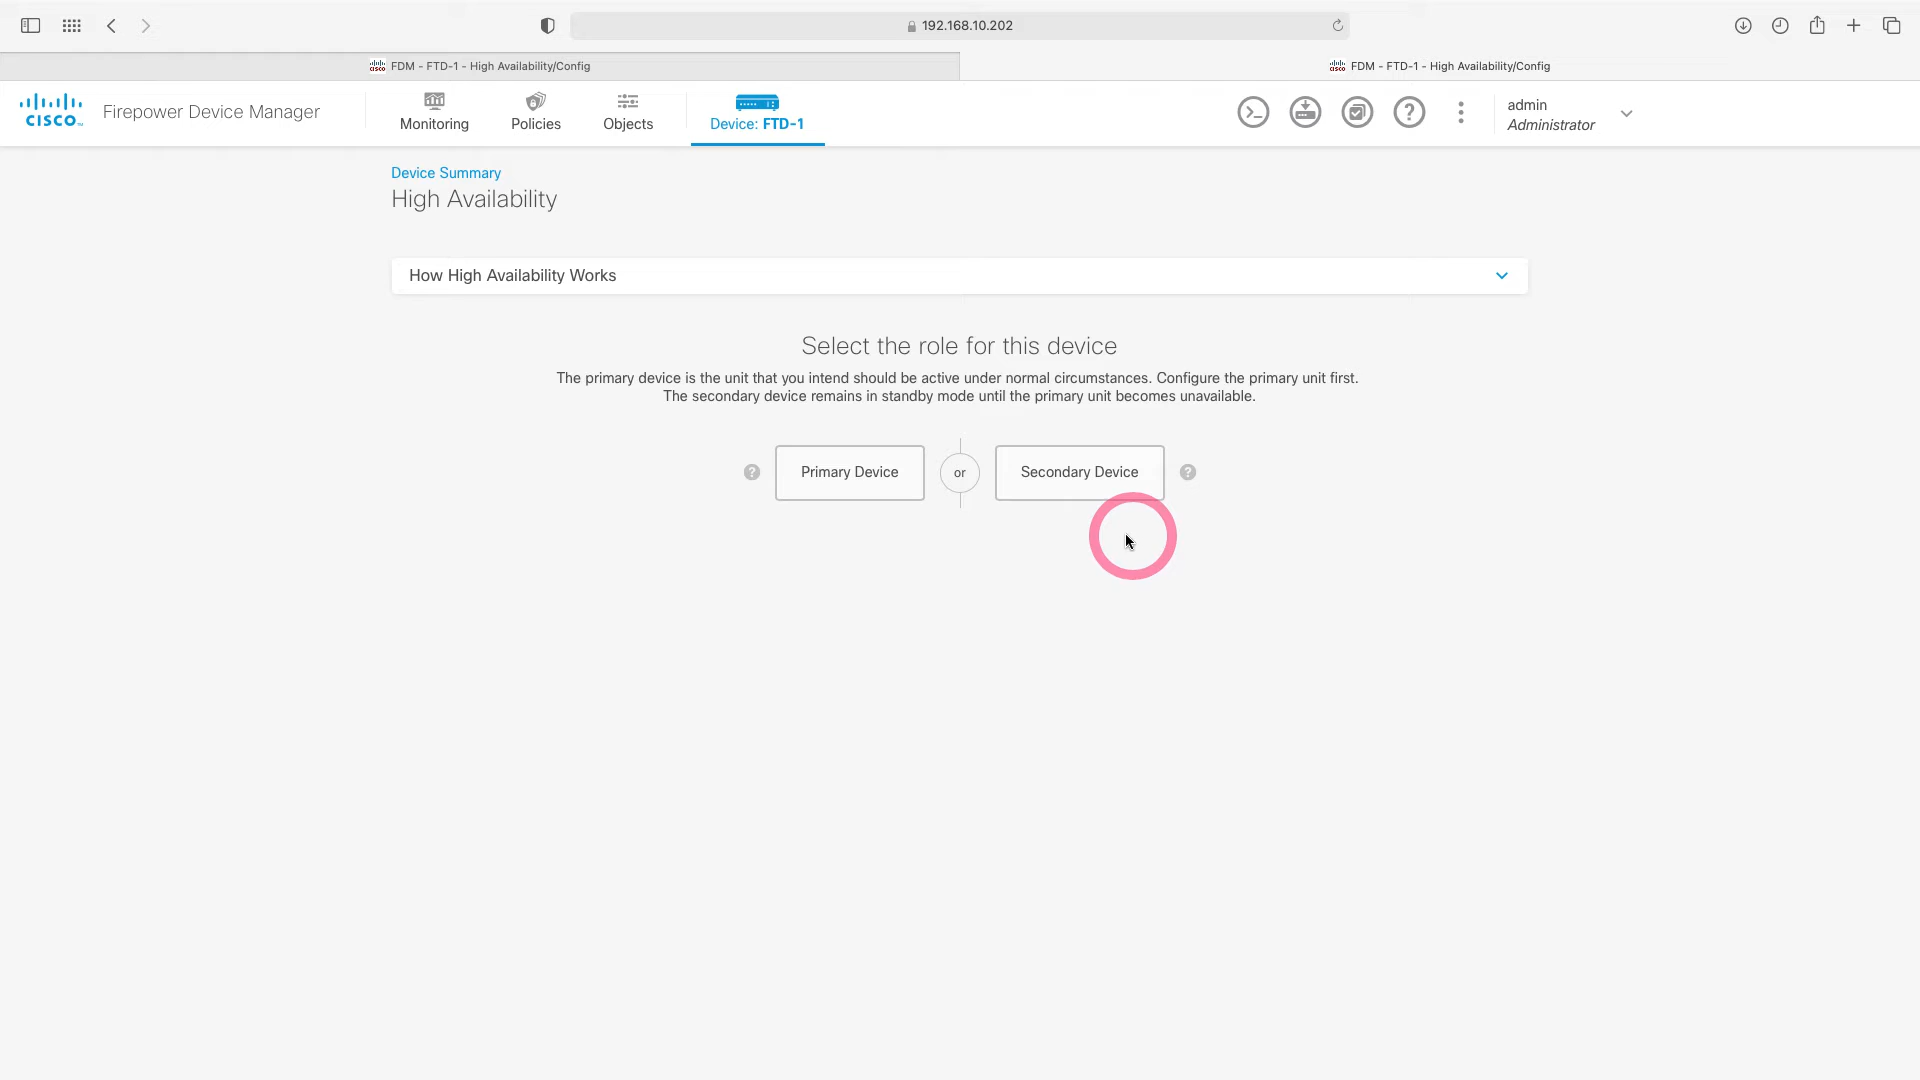 192.168.10.202
FDM - FTD-1 - High Availability/Config
FDM - FTD-1 - High Availability/Config
CISCO
Firepower Device Manager
Monitoring
Policies
Objects
Device: FTD-1
admin
Administrator
Device Summary
High Availability
How High Availability Works
Select the role for this device
The primary device is the unit that you intend should be active under normal circumstances. Configure the primary unit first.
The secondary device remains in standby mode until the primary unit becomes unavailable.
? Primary Device or Secondary Device ?